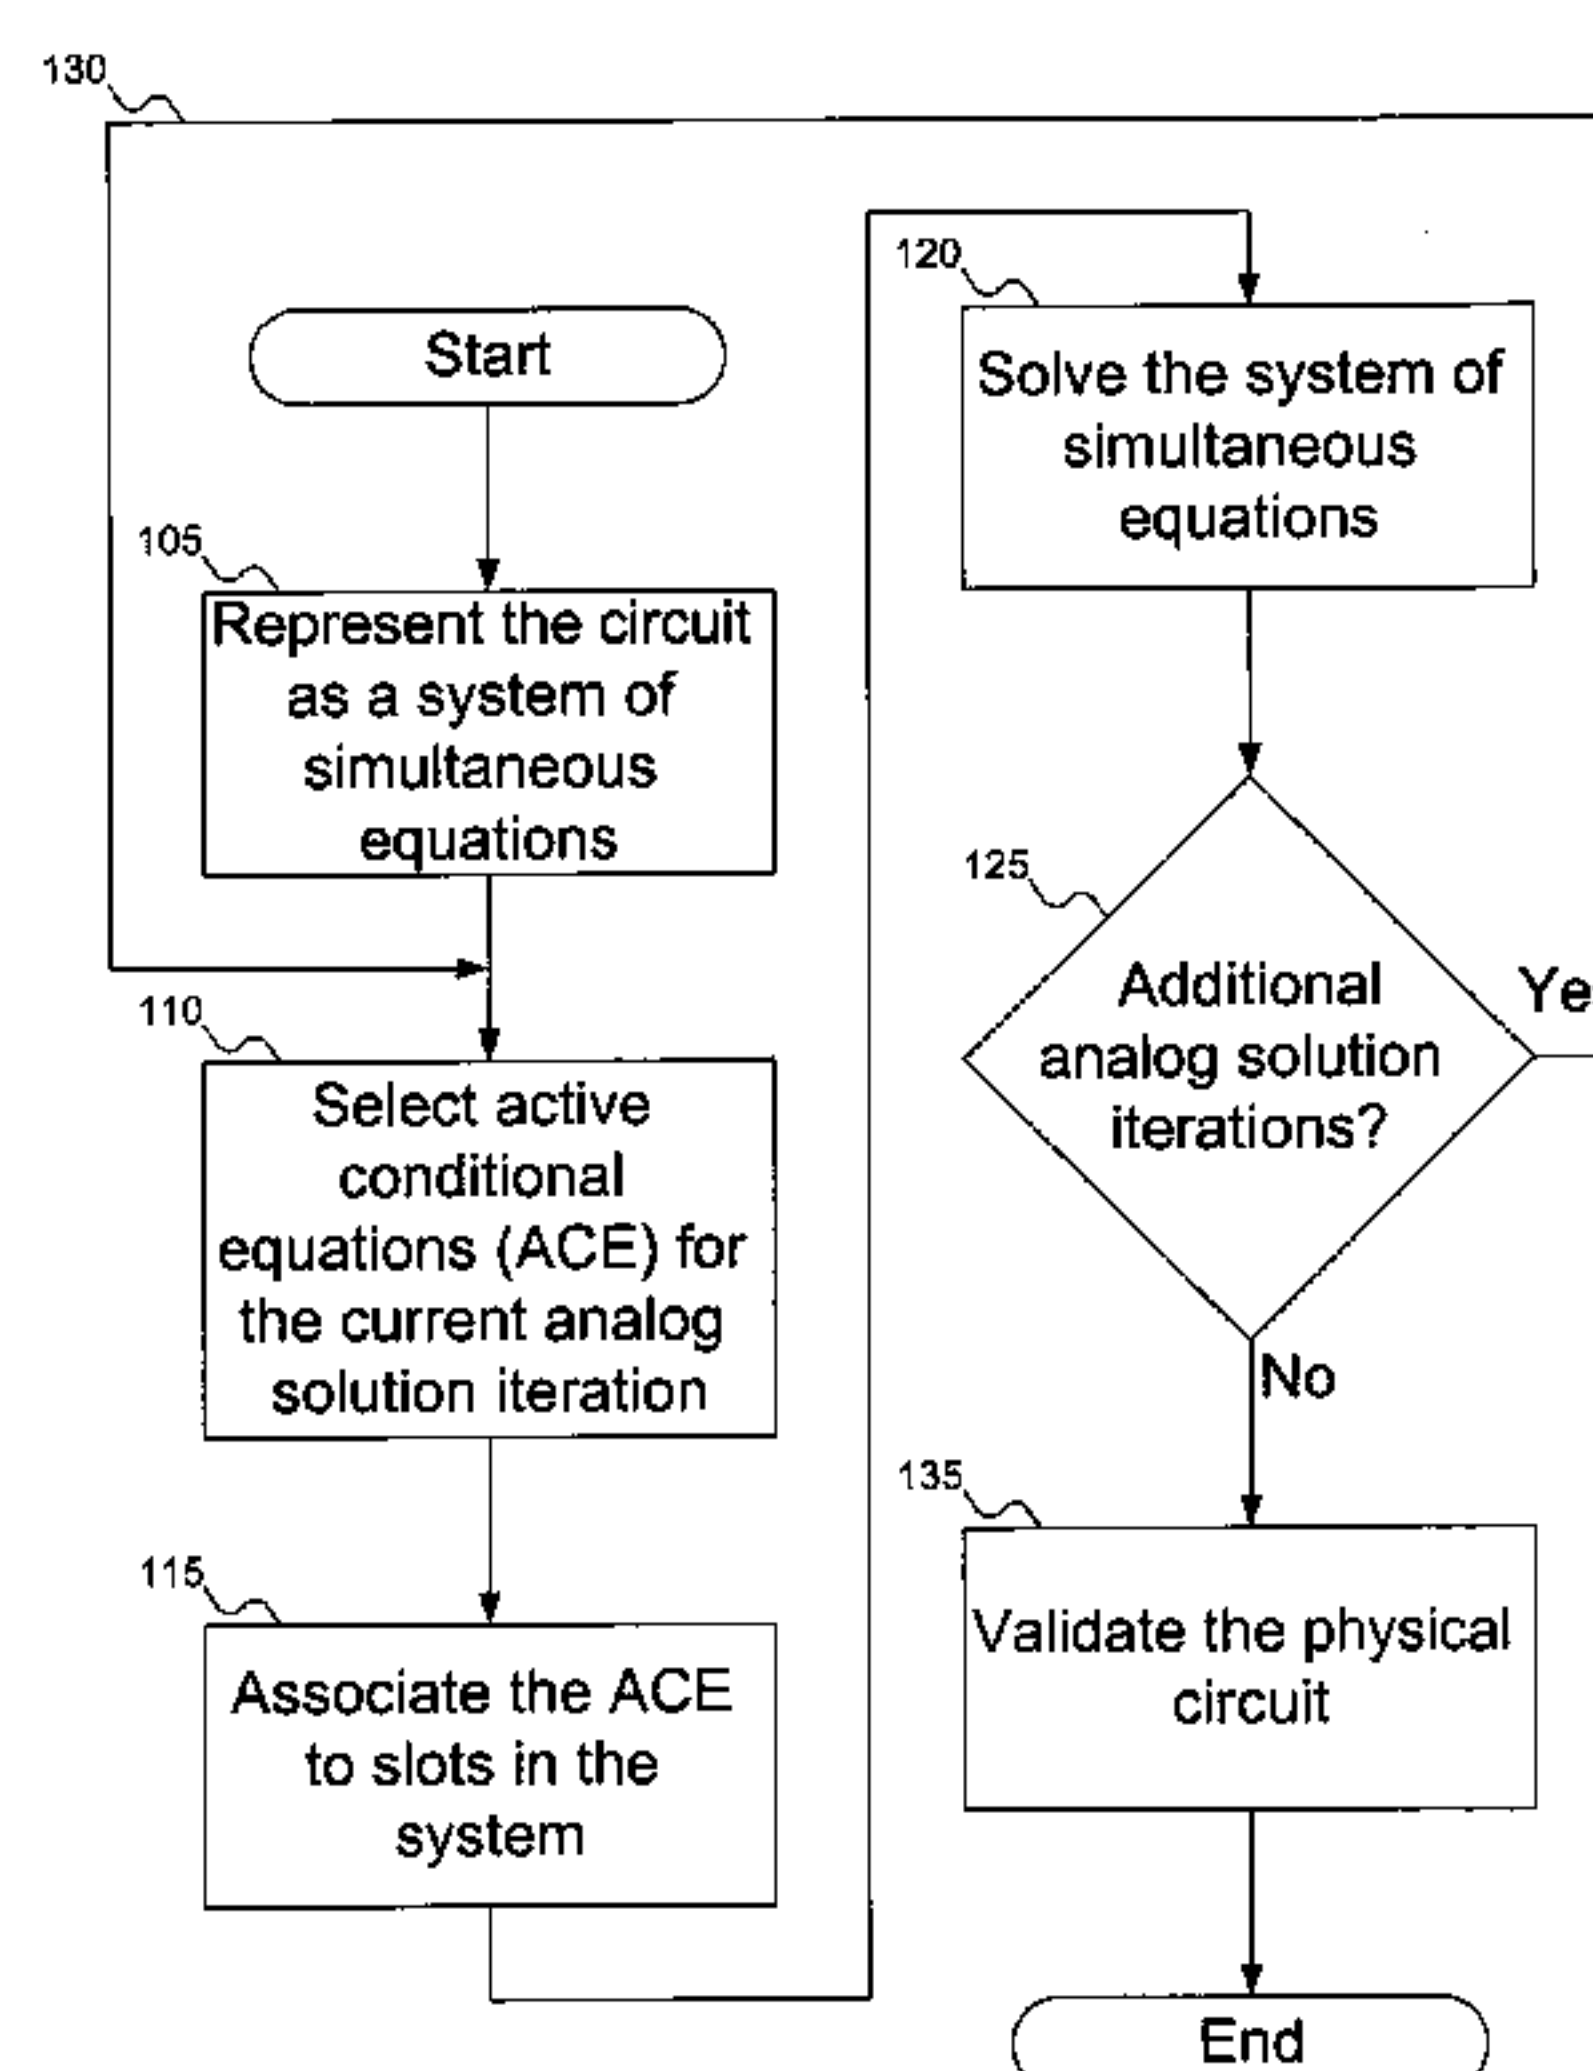 130
Start
105
Represent the circuit
as a system of
simultaneous
equations
110
Select active
conditional
equations (ACE) for
the current analog
solution iteration
115
Associate the ACE
to slots in the
system
120
Solve the system of
simultaneous
equations
125
Additional
analog solution
iterations?
Ye
No
135
Validate the physical
circuit
End